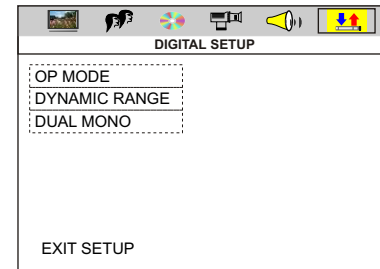 DIGITAL SETUP
OP MODE
DYNAMIC RANGE
DUAL MONO
EXIT SETUP